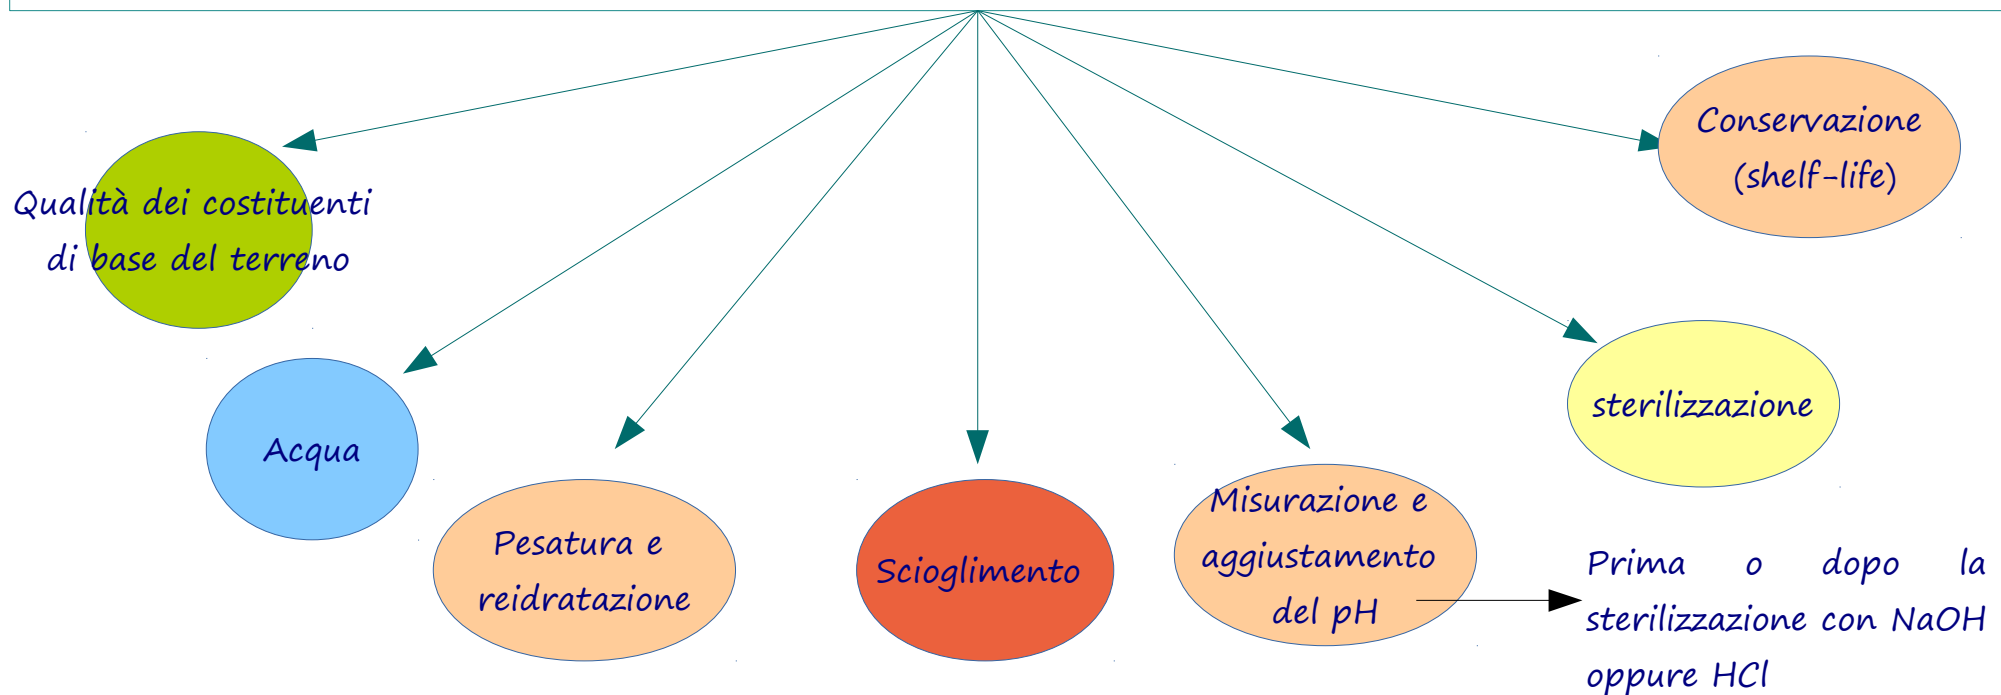 Qualità dei costituenti
di base del terreno
Acqua
Pesatura e
reidratazione
Scioglimento
Misurazione e
aggiustamento
del pH
Prima o dopo la
sterilizzazione con NaOH
oppure HCl
sterilizzazione
Conservazione
(shelf-life)